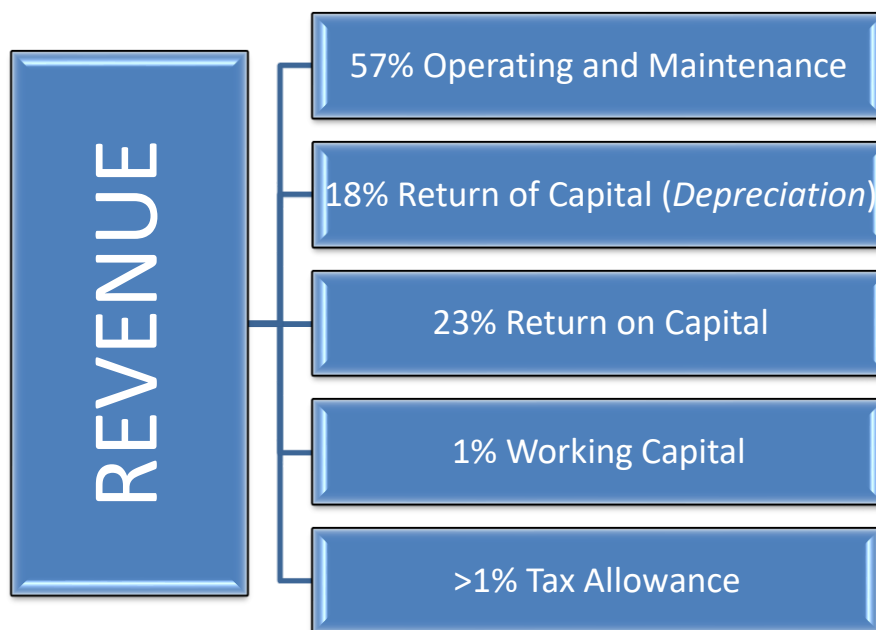 REVENUE
57% Operating and Maintenance
18% Return of Capital (Depreciation)
23% Return on Capital
1% Working Capital
>1% Tax Allowance